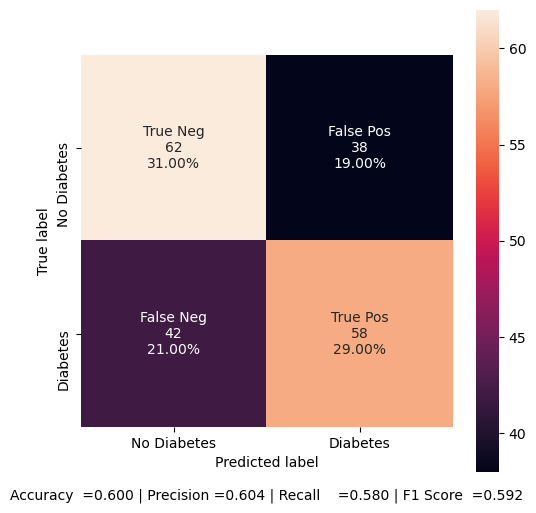 True Neg
62
31.00%
False Pos
38
19.00%
False Neg
42
21.00%
True Pos
58
29.00%
No Diabetes
Diabetes
True label
No Diabetes
Diabetes
Predicted label
60
55
50
45
40
Accuracy  =0.600 | Precision =0.604 | Recall    =0.580 | F1 Score  =0.592